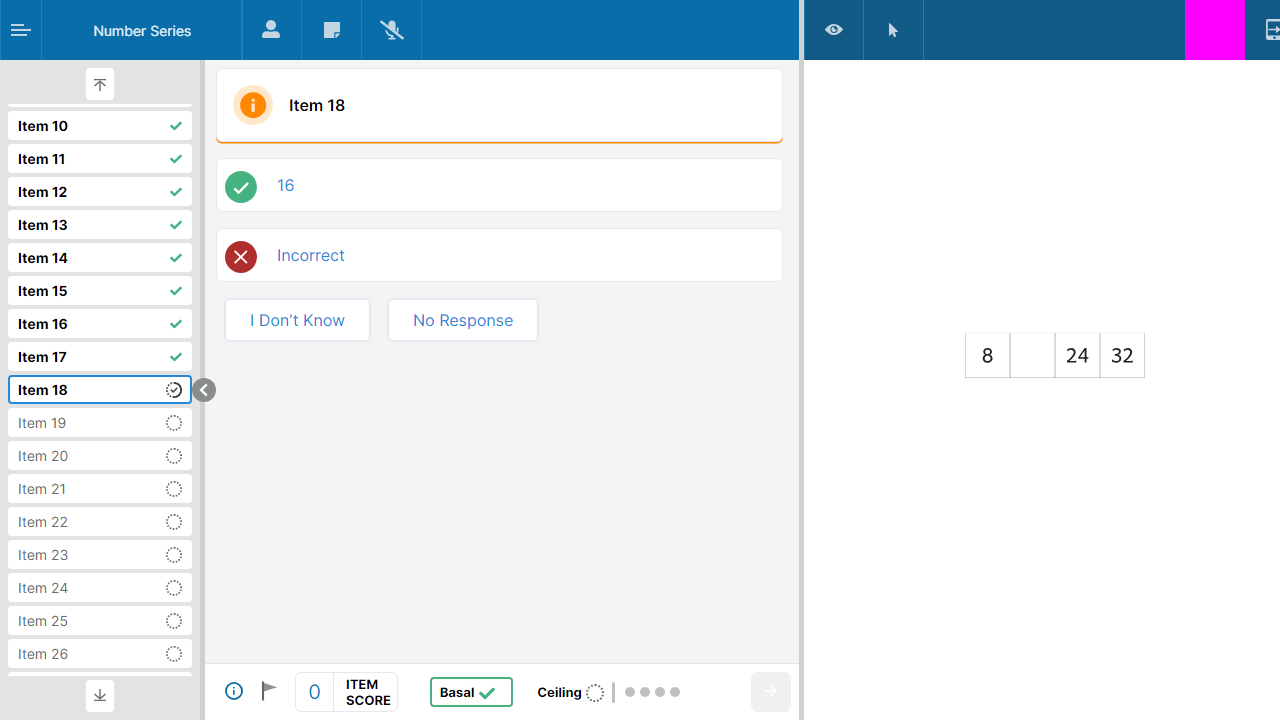 Number Series
Item 10
Item 11
Item 12
Item 13
Item 14
Item 15
Item 16
Item 17
Item 18
Item 19
Item 20
Item 21
Item 22
Item 23
Item 24
Item 25
Item 26
Item 18
16
Incorrect
I Don’t Know
No Response
0
ITEM
SCORE
Basal
Ceiling
8 24 32